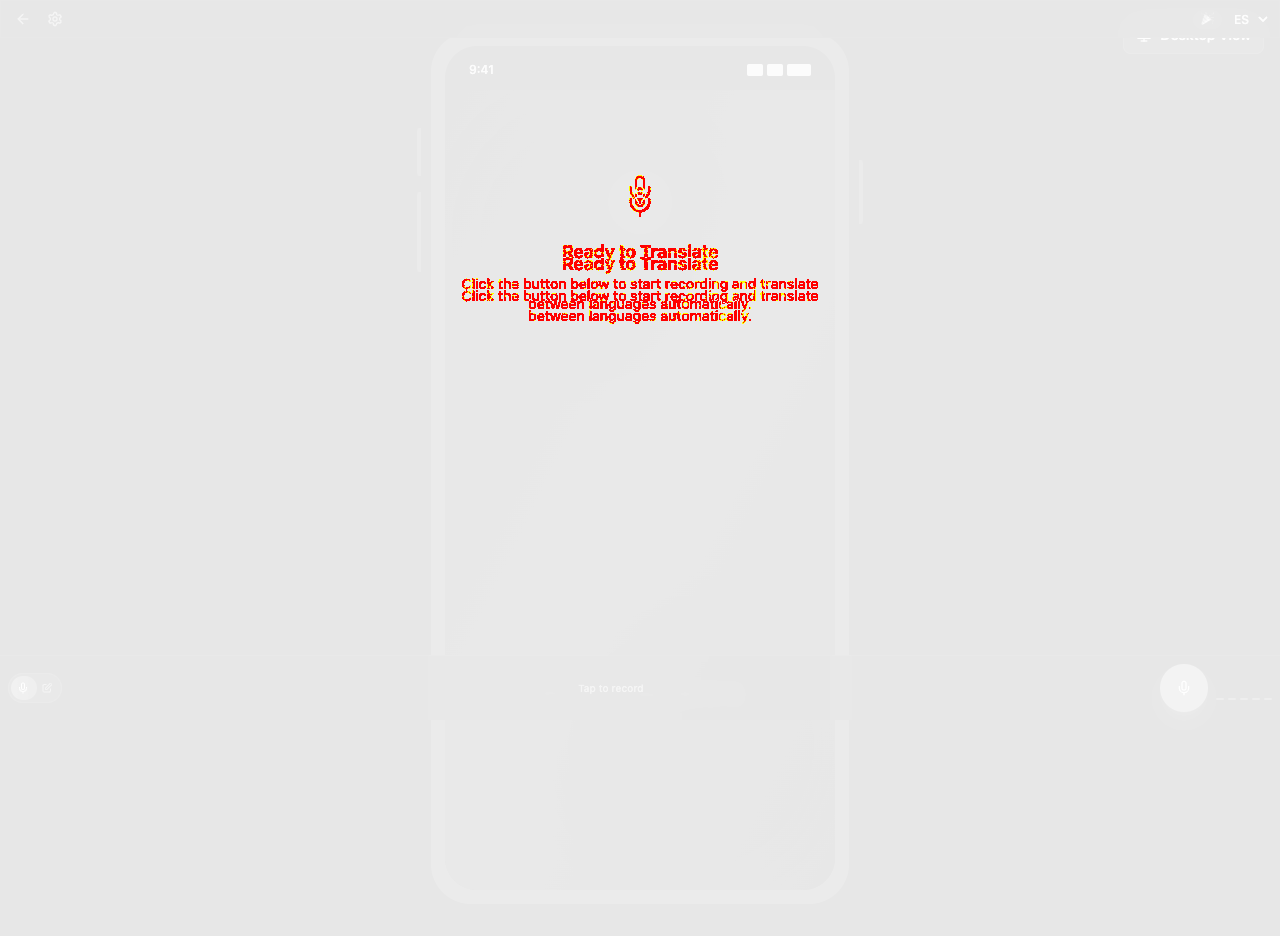 ES
Desktop View
9:41
Ready to Translate
Ready to Translate
Click the button below to start recording and translate
Click the button below to start recording and translate
between languages automatically.
between languages automatically.
Tap to record